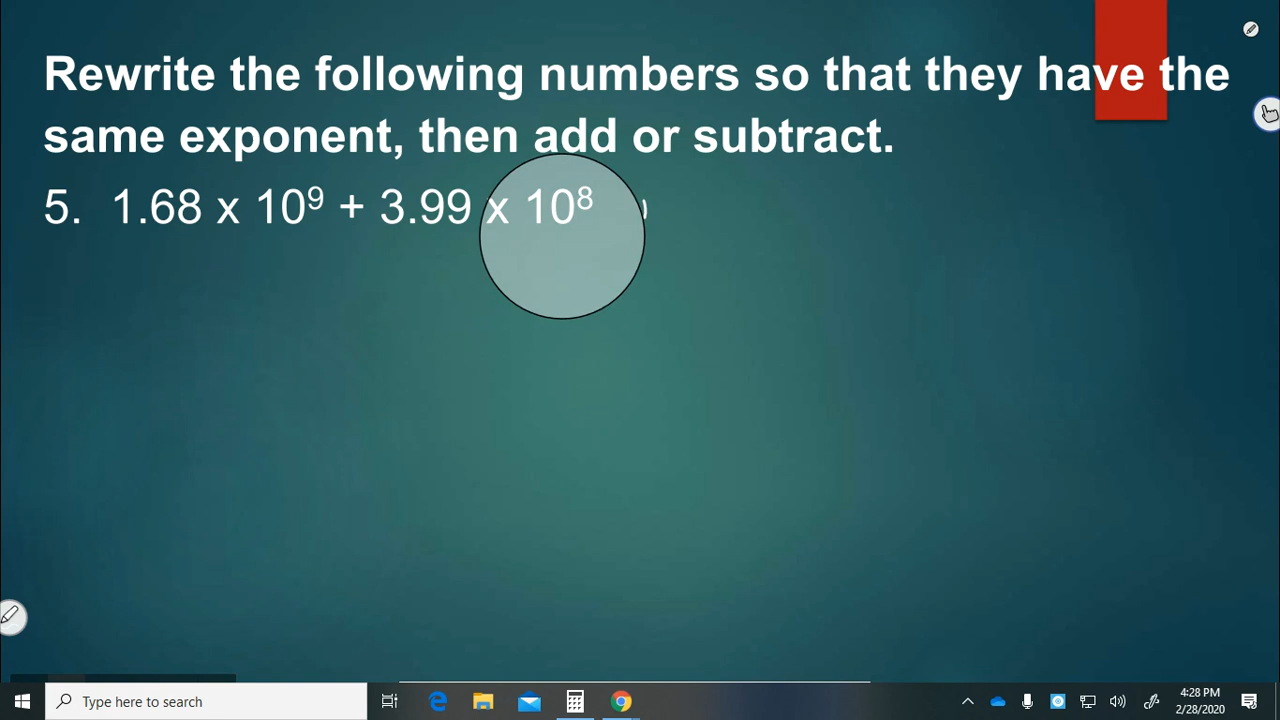 Rewrite the following numbers so that they have the
same exponent, then add or subtract.
5. 1.68 x 10⁹ + 3.99 x 10⁸
Type here to search
4:28 PM
2/28/2020